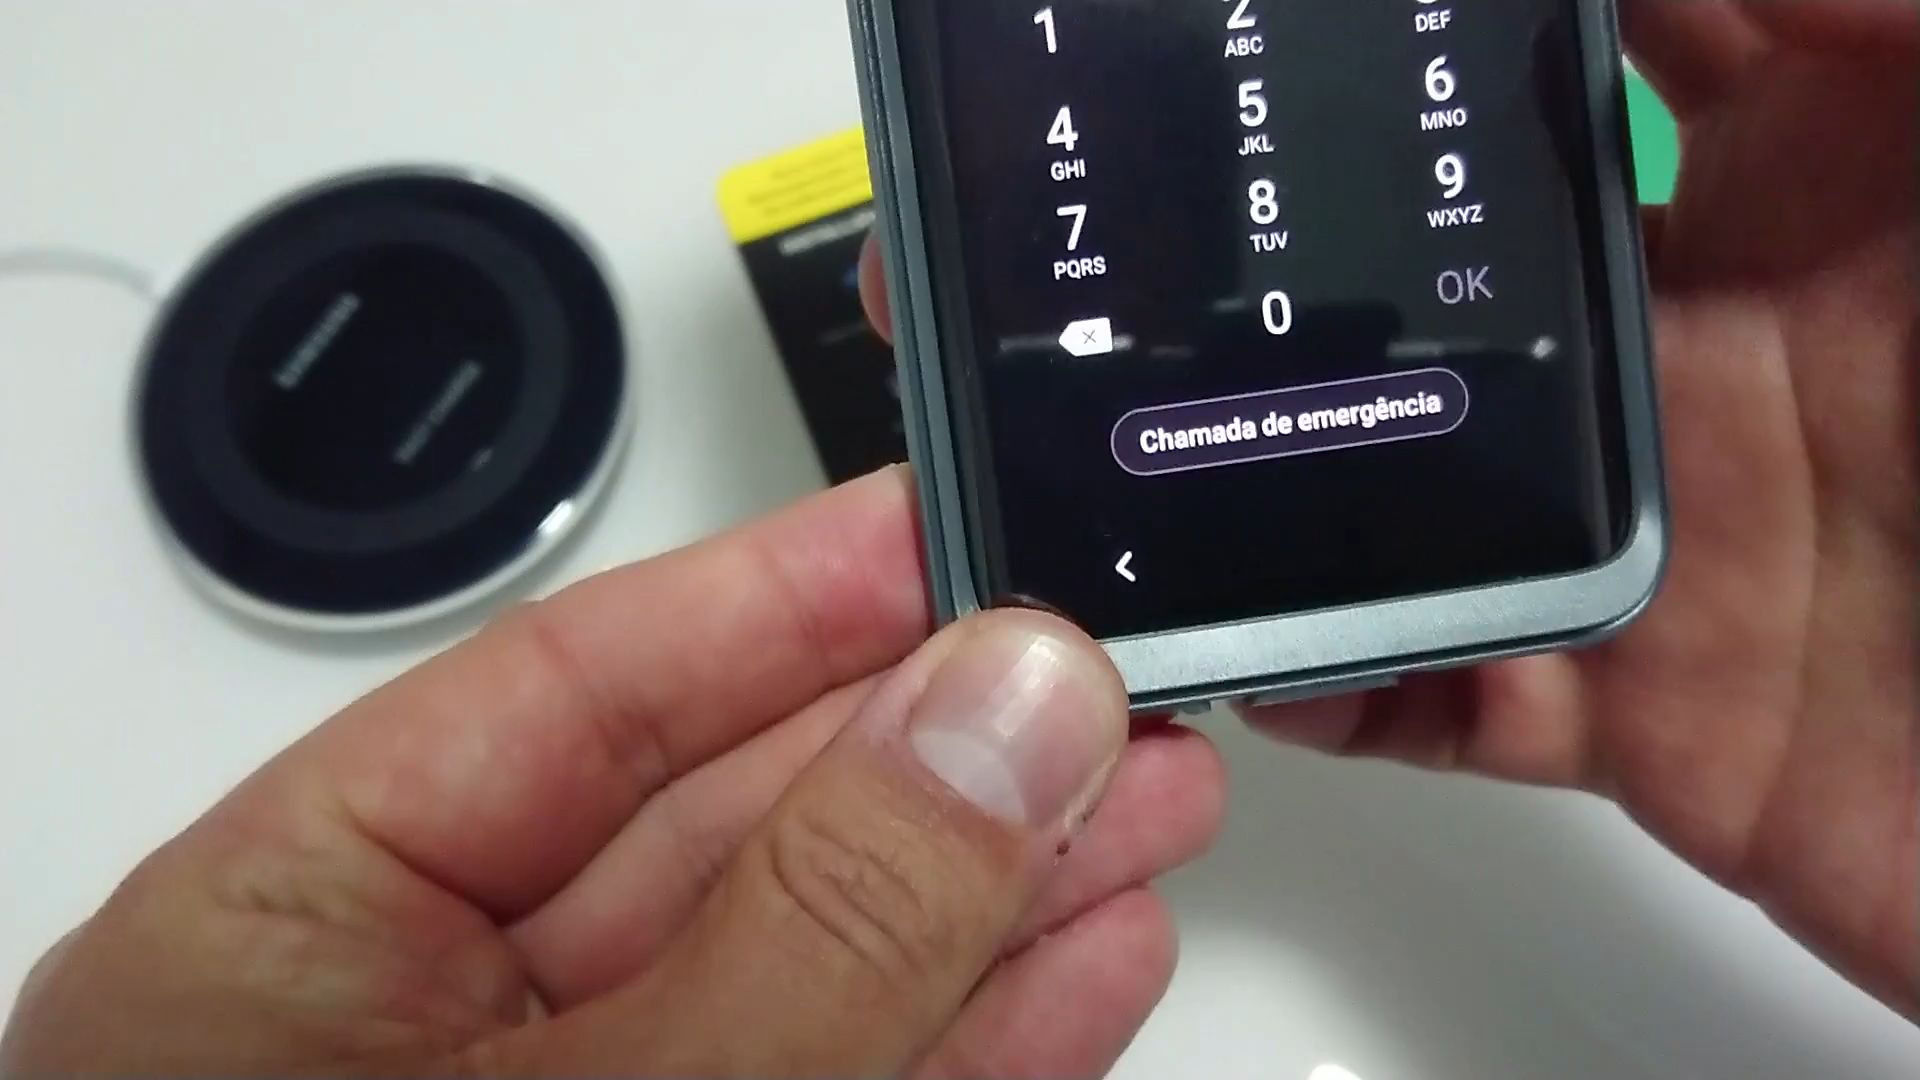 1
2
ABC
DEF
4
GHI
5
JKL
6
MNO
7
PQRS
8
TUV
9
WXYZ
0
OK
Chamada de emergência
SAMSUNG